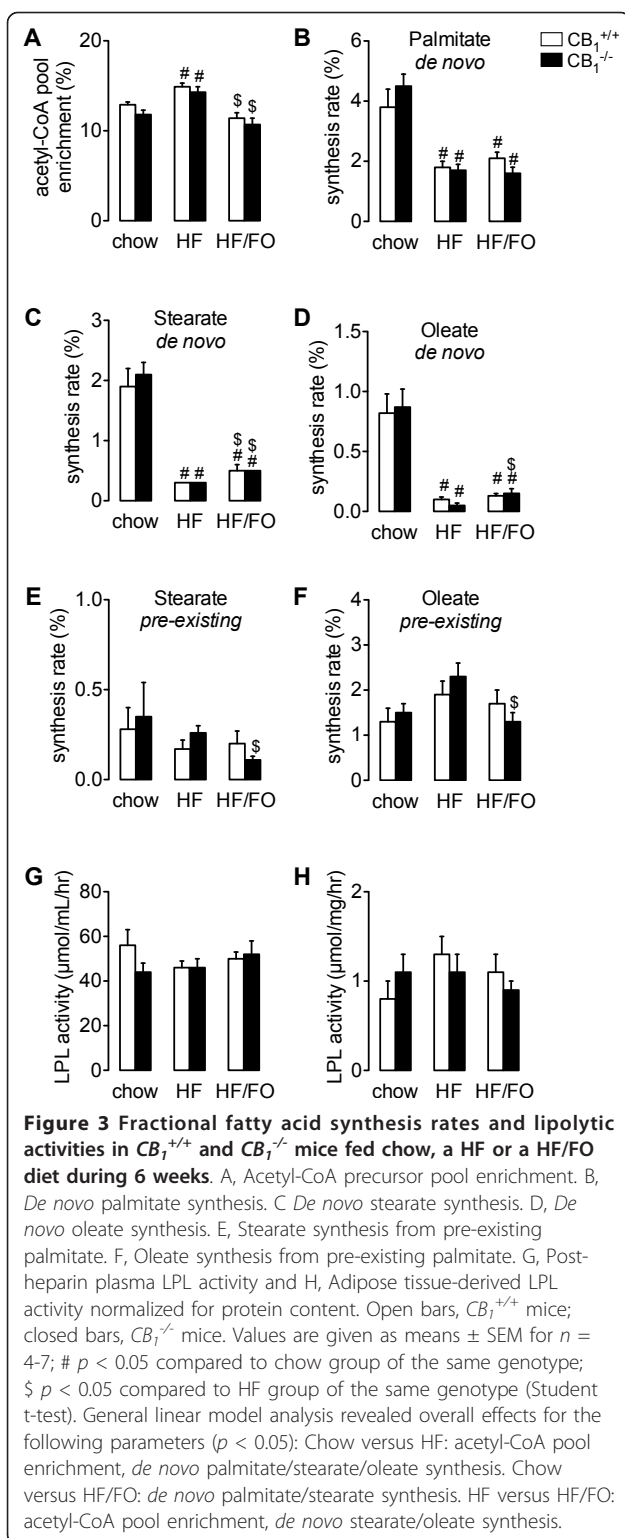 A
acetyl-CoA pool
enrichment (%)
20
10
0
# #
$ $
chow HF HF/FO
B
Palmitate
de novo
CB1+/+
CB1-/-
synthesis rate (%)
6
4
2
0
# #
# #
chow HF HF/FO
C
Stearate
de novo
synthesis rate (%)
3
2
1
0
# #
$ $
# #
chow HF HF/FO
D
Oleate
de novo
synthesis rate (%)
1.5
1.0
0.5
0.0
# #
$
# #
chow HF HF/FO
E
Stearate
pre-existing
synthesis rate (%)
1.0
0.5
0.0
$
chow HF HF/FO
F
Oleate
pre-existing
synthesis rate (%)
4
3
2
1
0
$
chow HF HF/FO
G
LPL activity (µmol/mL/hr)
80
60
40
20
0
chow HF HF/FO
H
LPL activity (µmol/mg/hr)
2
1
0
chow HF HF/FO
Figure 3 Fractional fatty acid synthesis rates and lipolytic
activities in CB1+/+ and CB1-/- mice fed chow, a HF or a HF/FO
diet during 6 weeks. A, Acetyl-CoA precursor pool enrichment. B,
De novo palmitate synthesis. C De novo stearate synthesis. D, De
novo oleate synthesis. E, Stearate synthesis from pre-existing
palmitate. F, Oleate synthesis from pre-existing palmitate. G, Post-
heparin plasma LPL activity and H, Adipose tissue-derived LPL
activity normalized for protein content. Open bars, CB1+/+ mice;
closed bars, CB1-/- mice. Values are given as means ± SEM for n =
4-7; # p < 0.05 compared to chow group of the same genotype;
$ p < 0.05 compared to HF group of the same genotype (Student
t-test). General linear model analysis revealed overall effects for the
following parameters (p < 0.05): Chow versus HF: acetyl-CoA pool
enrichment, de novo palmitate/stearate/oleate synthesis. Chow
versus HF/FO: de novo palmitate/stearate synthesis. HF versus HF/FO:
acetyl-CoA pool enrichment, de novo stearate/oleate synthesis.